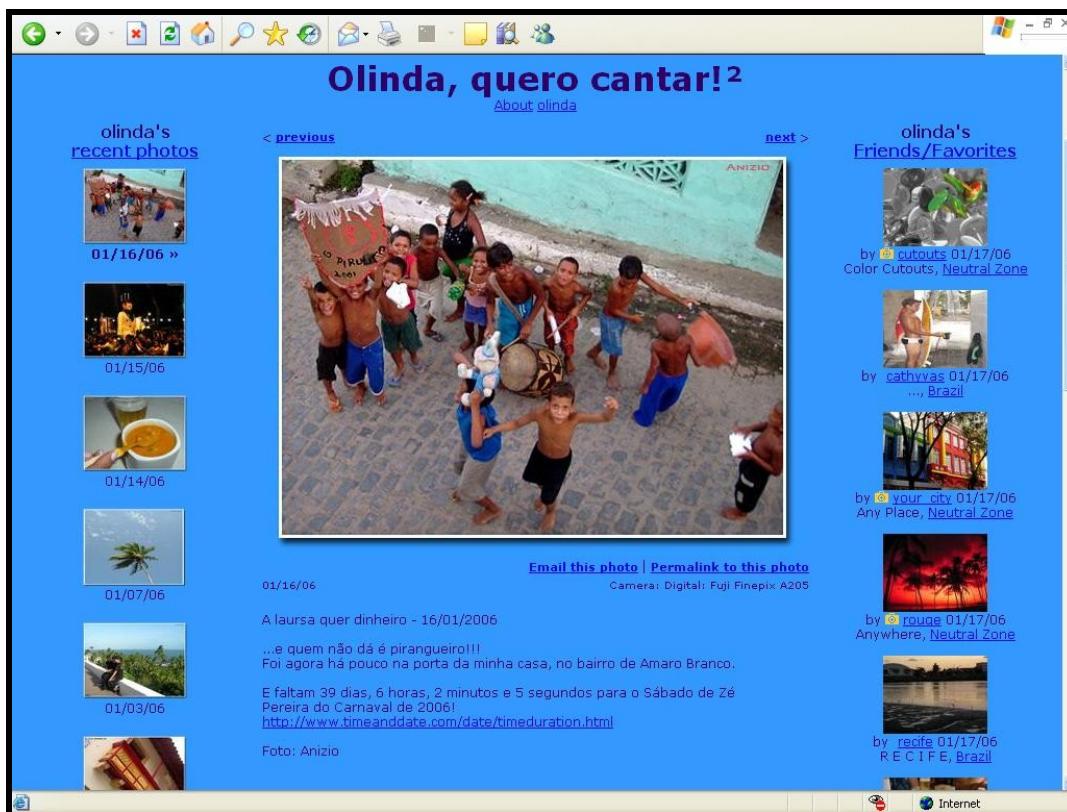 Olinda, quero cantar!²
About olinda
olinda's
recent photos
01/16/06 »
01/15/06
01/14/06
01/07/06
01/03/06
< previous
next >
ANIZIO
O PIRULITO
2001
Email this photo | Permalink to this photo
01/16/06
Camera: Digital: Fuji Finepix A205
A laursa quer dinheiro - 16/01/2006
...e quem não dá é pirangueiro!!!
Foi agora há pouco na porta da minha casa, no bairro de Amaro Branco.
E faltam 39 dias, 6 horas, 2 minutos e 5 segundos para o Sábado de Zé
Pereira do Carnaval de 2006!
http://www.timeanddate.com/date/timeduration.html
Foto: Anizio
olinda's
Friends/Favorites
by cutouts 01/17/06
Color Cutouts, Neutral Zone
by cathyvas 01/17/06
..., Brazil
by your_city 01/17/06
Any Place, Neutral Zone
by rouge 01/17/06
Anywhere, Neutral Zone
by recife 01/17/06
R E C I F E, Brazil
Internet